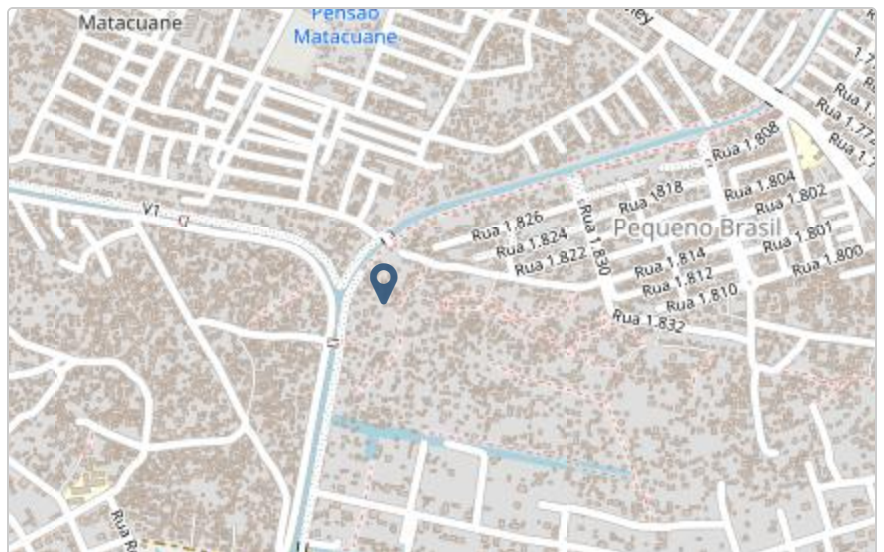 Matacuane
Pensão
Matacuane
Rua 1.808
Rua 1.804
Rua 1.802
Rua 1.818
Rua 1.826
Rua 1.824
Rua 1.822
Rua 1.830
Pequeno Brasil
Rua 1.801
Rua 1.800
Rua 1.814
Rua 1.812
Rua 1.810
Rua 1.832
V1